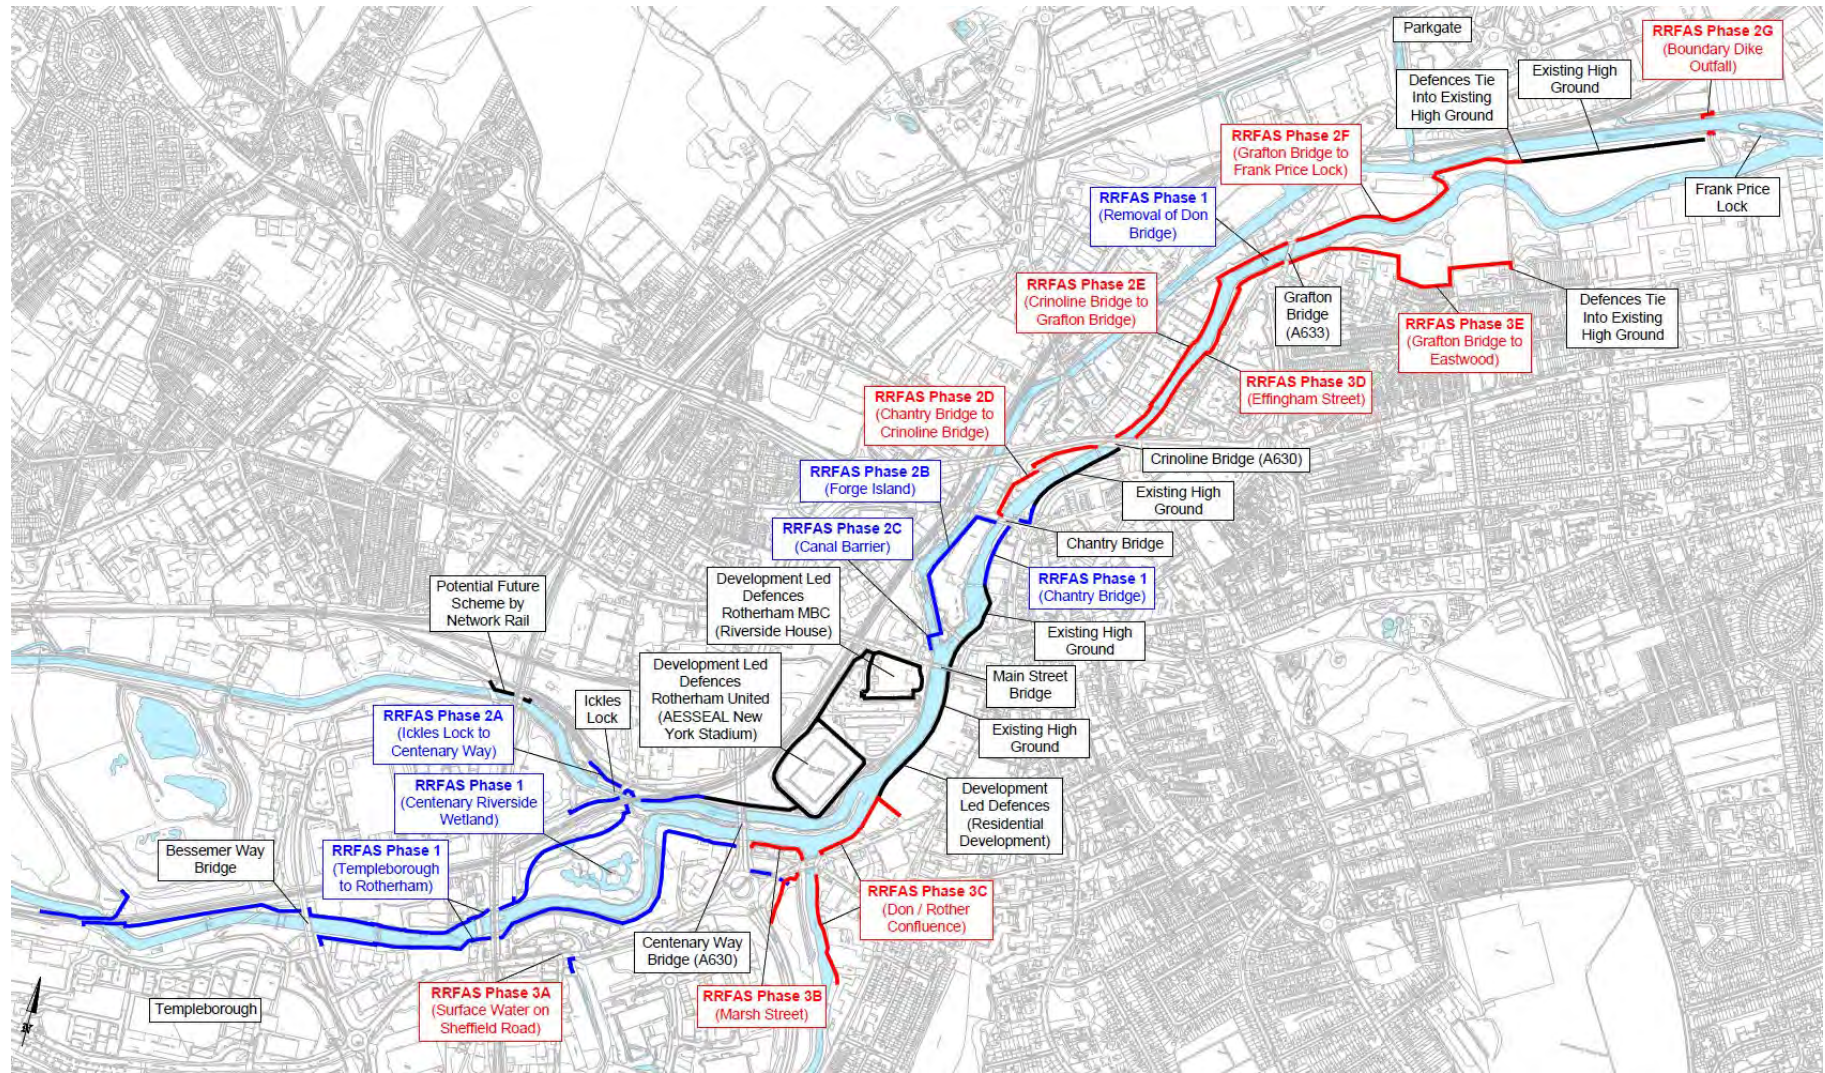 Parkgate
RRFAS Phase 2G
(Boundary Dike
Outfall)
Existing High
Ground
Defences Tie
Into Existing
High Ground
RRFAS Phase 2F
(Grafton Bridge to
Frank Price Lock)
Frank Price
Lock
RRFAS Phase 1
(Removal of Don
Bridge)
RRFAS Phase 2E
(Crinoline Bridge to
Grafton Bridge)
Grafton
Bridge
(A633)
Defences Tie
Into Existing
High Ground
RRFAS Phase 3E
(Grafton Bridge to
Eastwood)
RRFAS Phase 3D
(Effingham Street)
RRFAS Phase 2D
(Chantry Bridge to
Crinoline Bridge)
Crinoline Bridge (A630)
RRFAS Phase 2B
(Forge Island)
Existing High
Ground
RRFAS Phase 2C
(Canal Barrier)
Chantry Bridge
Development Led
Defences
Rotherham MBC
(Riverside House)
RRFAS Phase 1
(Chantry Bridge)
Potential Future
Scheme by
Network Rail
Existing High
Ground
Development Led
Defences
Rotherham United
(AESSEAL New
York Stadium)
Main Street
Bridge
Ickles
Lock
RRFAS Phase 2A
(Ickles Lock to
Centenary Way)
Existing High
Ground
RRFAS Phase 1
(Centenary Riverside
Wetland)
Development
Led Defences
(Residential
Development)
Bessemer Way
Bridge
RRFAS Phase 1
(Templeborough
to Rotherham)
RRFAS Phase 3C
(Don / Rother
Confluence)
Centenary Way
Bridge (A630)
RRFAS Phase 3A
(Surface Water on
Sheffield Road)
RRFAS Phase 3B
(Marsh Street)
Templeborough
N